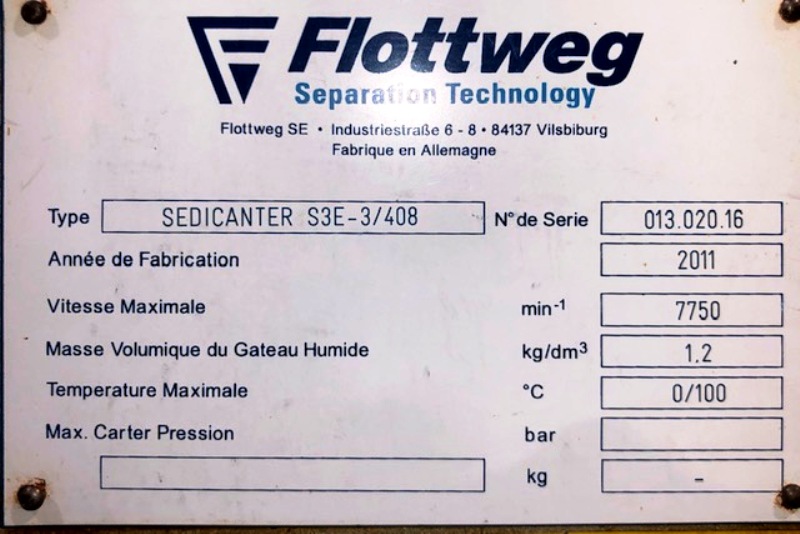 Flottweg
Separation Technology
Flottweg SE • Industriestraße 6 - 8 • 84137 Vilsbiburg
Fabrique en Allemagne
Type SEDICANTER S3E-3/408 N° de Serie 013.020.16
Année de Fabrication 2011
Vitesse Maximale min-1 7750
Masse Volumique du Gateau Humide kg/dm3 1.2
Temperature Maximale °C 0/100
Max. Carter Pression bar
kg -